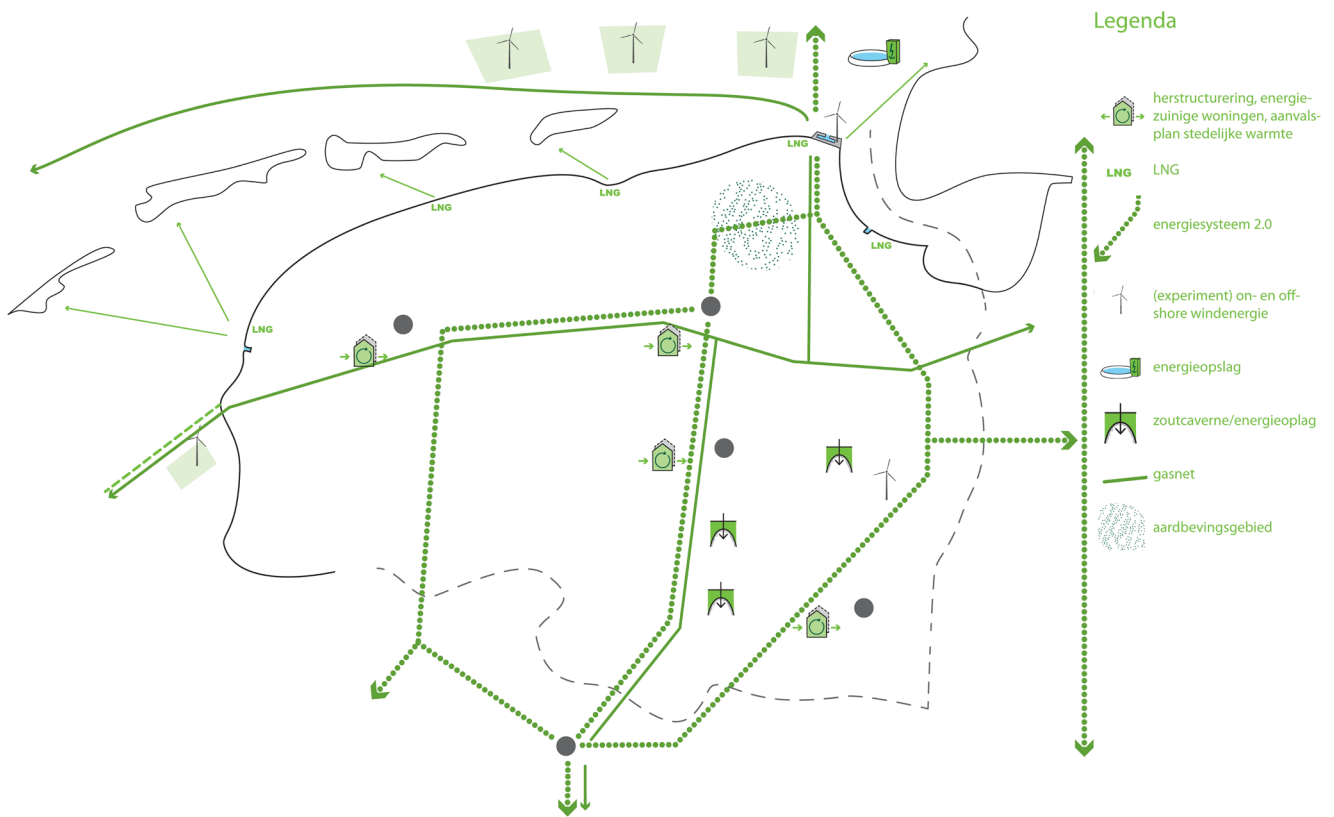 Legenda
herstructurering, energie-
zuinige woningen, aanvals-
plan stedelijke warmte
LNG
LNG
energiesysteem 2.0
(experiment) on- en off-
shore windenergie
energieopslag
zoutcaverne/energieoplag
gasnet
aardbevingsgebied
LNG
LNG
LNG
LNG
LNG